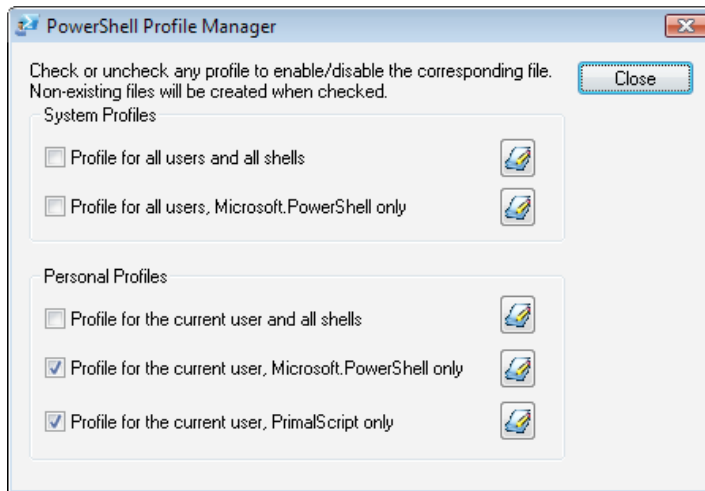 PowerShell Profile Manager
Check or uncheck any profile to enable/disable the corresponding file.
Non-existing files will be created when checked.
Close
System Profiles
Profile for all users and all shells
Profile for all users, Microsoft.PowerShell only
Personal Profiles
Profile for the current user and all shells
Profile for the current user, Microsoft.PowerShell only
Profile for the current user, PrimalScript only